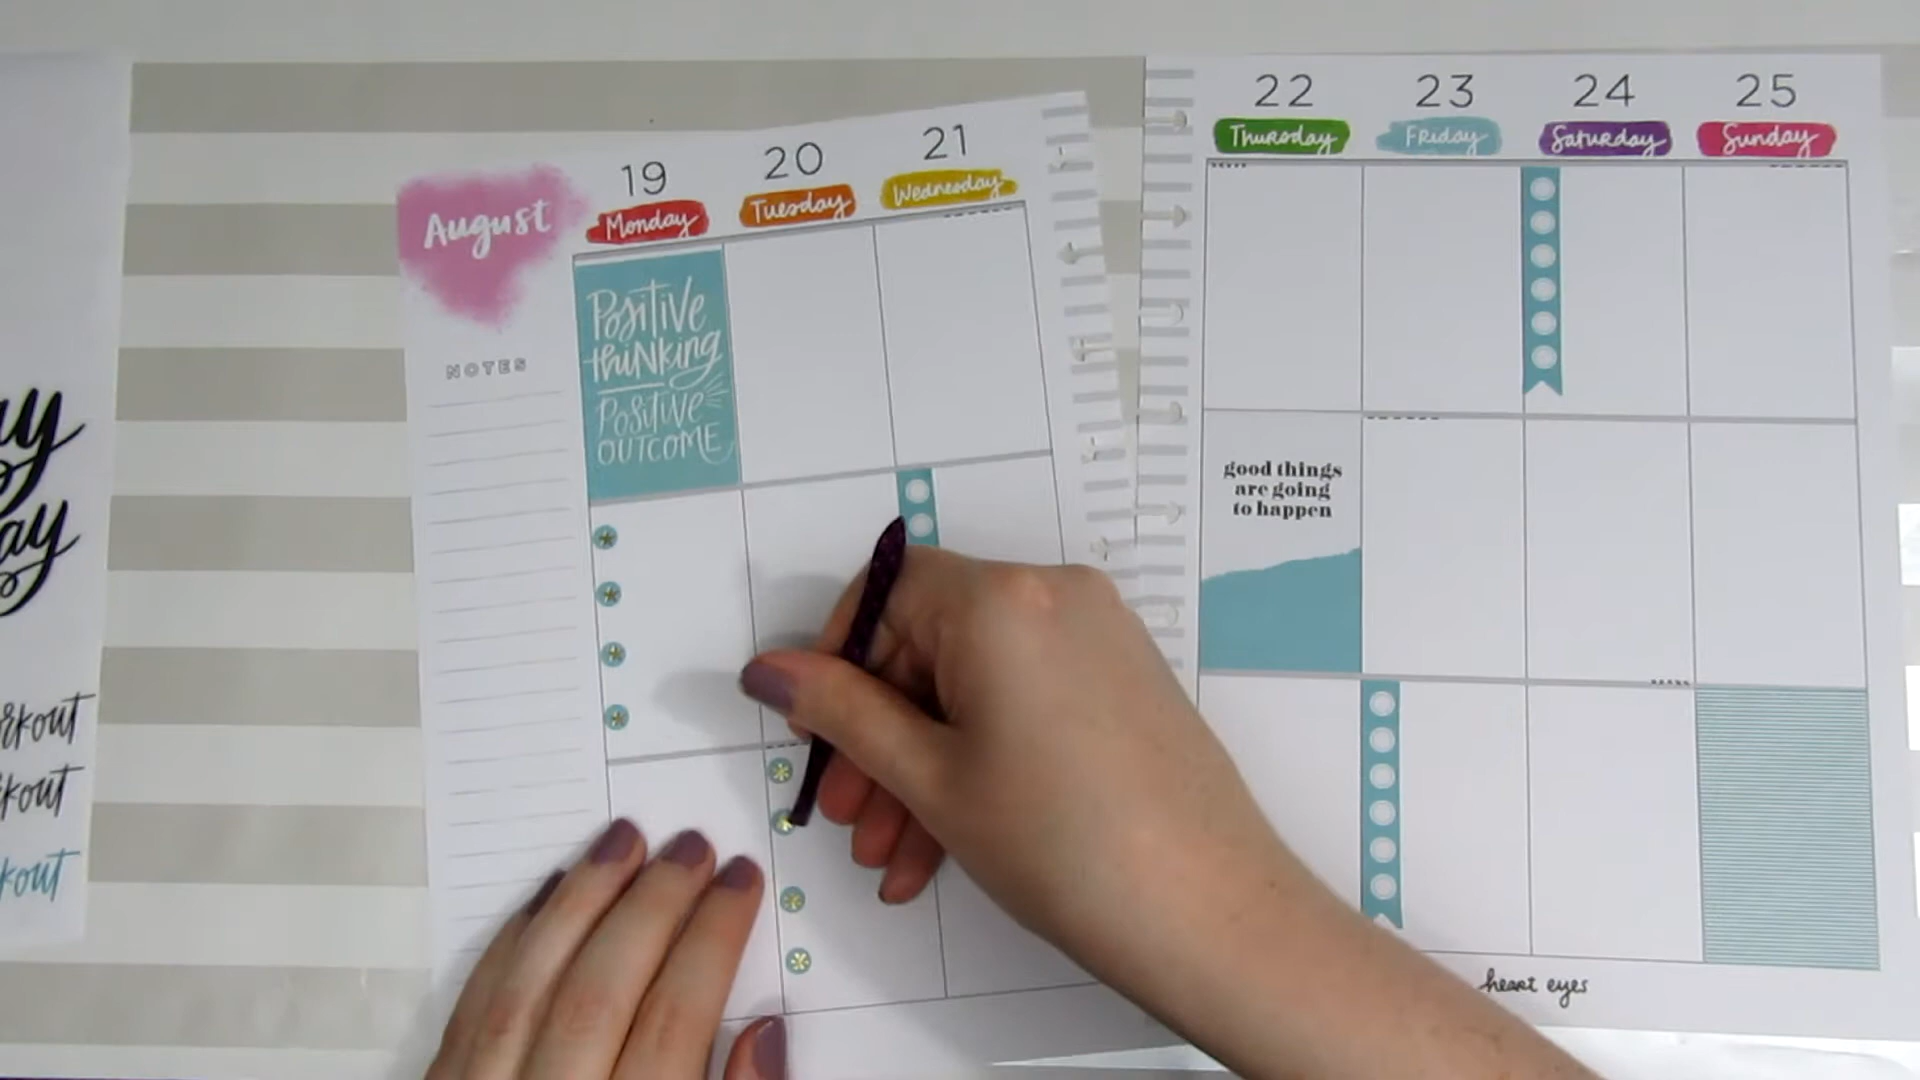 August
NOTES
19
Monday
20
Tuesday
21
Wednesday
Positive
thinking
Positive
OUTCOME
22
Thursday
23
Friday
24
Saturday
25
Sunday
good things
are going
to happen
heart eyes